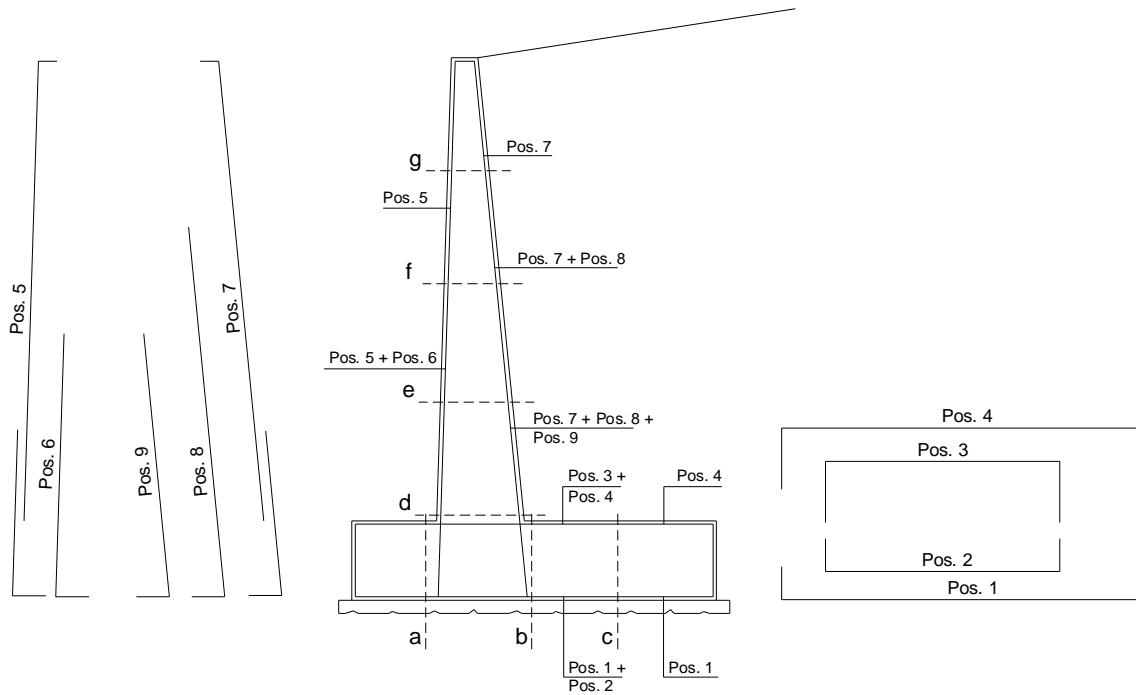 Pos. 5
Pos. 6
Pos. 9
Pos. 8
Pos. 7
g
Pos. 7
Pos. 5
f
Pos. 7 + Pos. 8
Pos. 5 + Pos. 6
e
Pos. 7 + Pos. 8 +
Pos. 9
d
Pos. 3 +
Pos. 4
Pos. 4
a
b
c
Pos. 1 +
Pos. 2
Pos. 1
Pos. 4
Pos. 3
Pos. 2
Pos. 1